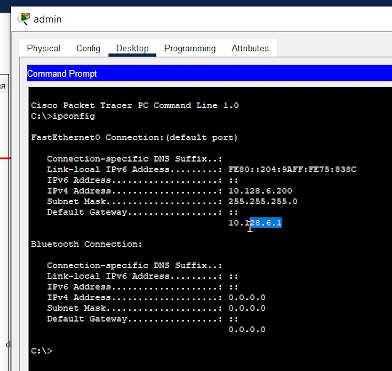 admin
Physical Config Desktop Programming Attributes
Command Prompt
Cisco Packet Tracer PC Command Line 1.0
C:\>ipconfig
FastEthernet0 Connection:(default port)
Connection-specific DNS Suffix..:
Link-local IPv6 Address.........: FE80::204:9AFF:FE75:838C
IPv6 Address....................: ::
IPv4 Address....................: 10.128.6.200
Subnet Mask.....................: 255.255.255.0
Default Gateway.................: ::
10.128.6.1
Bluetooth Connection:
Connection-specific DNS Suffix..:
Link-local IPv6 Address.........: ::
IPv6 Address....................: ::
IPv4 Address....................: 0.0.0.0
Subnet Mask.....................: 0.0.0.0
Default Gateway.................: ::
0.0.0.0
C:\>